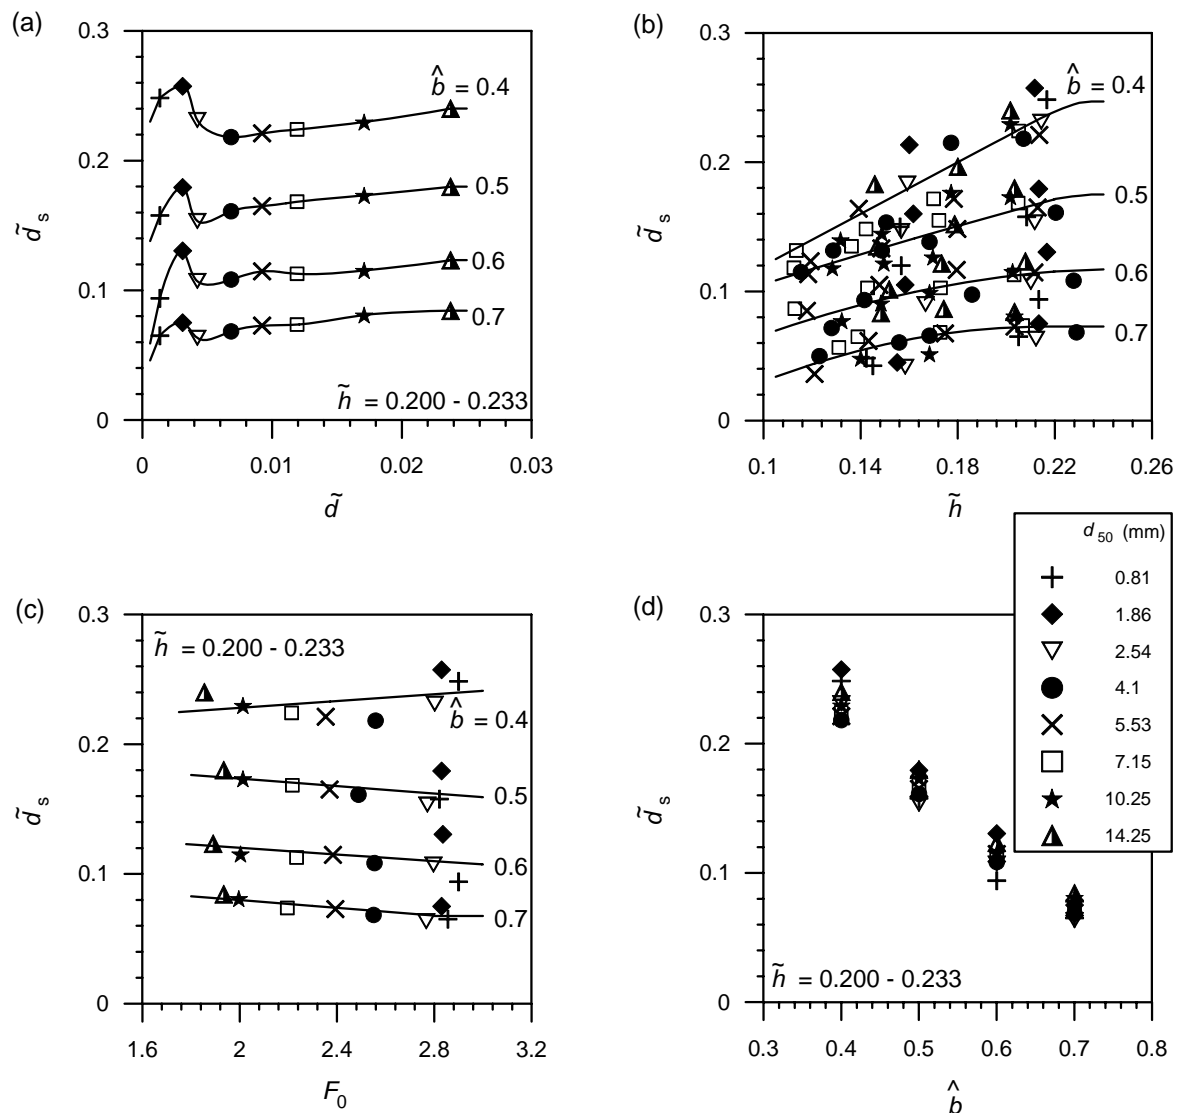 (a)
0.3
0.2
0.1
0
d̃ s
b̂ = 0.4
0.5
0.6
0.7
h̃ = 0.200 - 0.233
0 0.01 0.02 0.03
d̃
(b)
0.3
0.2
0.1
0
d̃ s
b̂ = 0.4
0.5
0.6
0.7
0.1 0.14 0.18 0.22 0.26
h̃
(c)
0.3
0.2
0.1
0
d̃ s
h̃ = 0.200 - 0.233
b̂ = 0.4
0.5
0.6
0.7
1.6 2 2.4 2.8 3.2
F0
(d)
0.3
0.2
0.1
0
d̃ s
h̃ = 0.200 - 0.233
0.3 0.4 0.5 0.6 0.7 0.8
b̂
d 50 (mm)
0.81
1.86
2.54
4.1
5.53
7.15
10.25
14.25